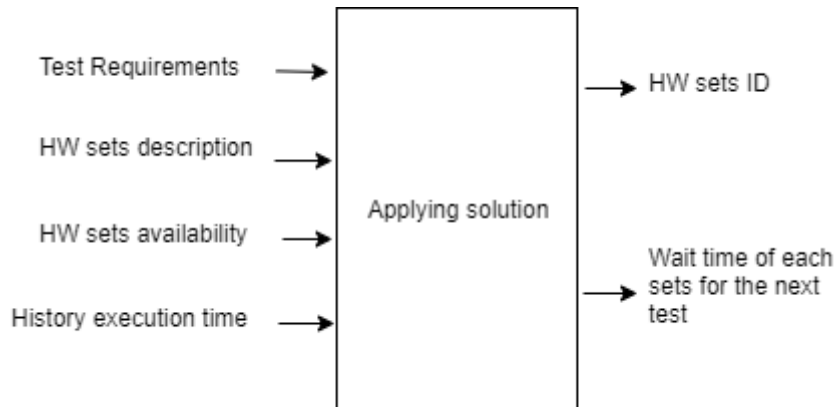 Test Requirements
HW sets description
HW sets availability
History execution time
Applying solution
HW sets ID
Wait time of each
sets for the next
test